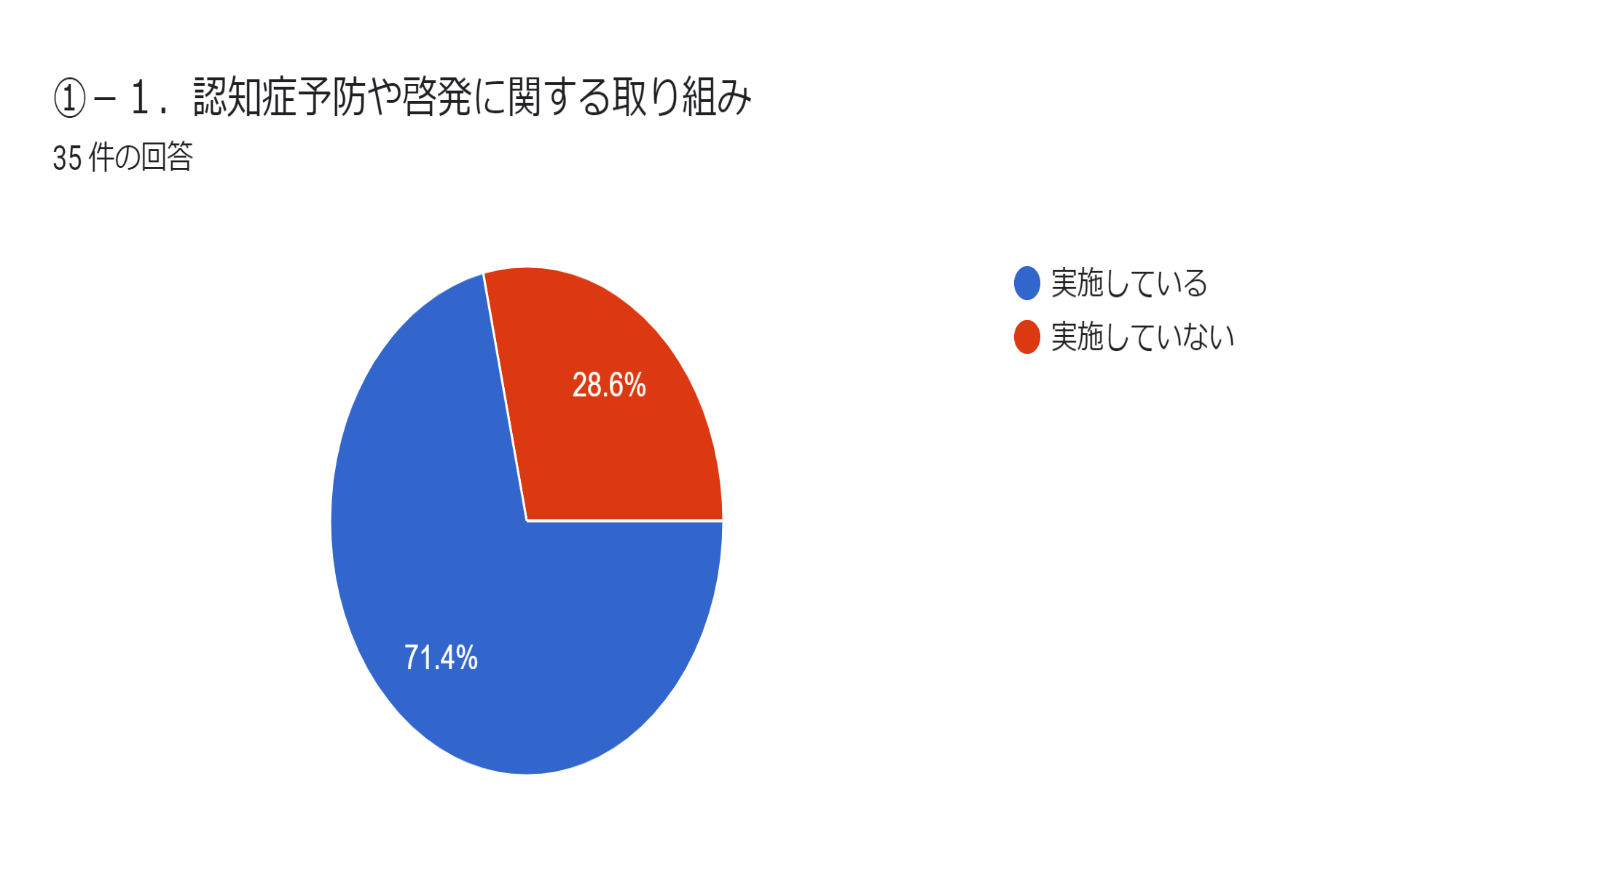 ①－１．認知症予防や啓発に関する取り組み
35 件の回答
実施している
実施していない
28.6%
71.4%